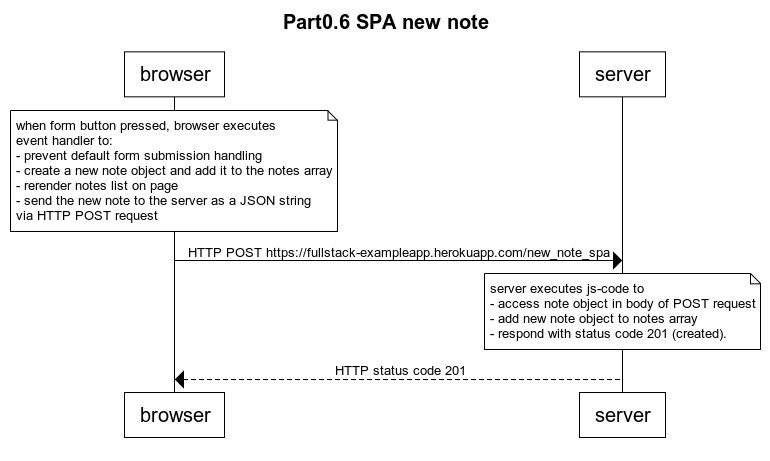 Part0.6 SPA new note
browser
server
when form button pressed, browser executes
event handler to:
- prevent default form submission handling
- create a new note object and add it to the notes array
- rerender notes list on page
- send the new note to the server as a JSON string
via HTTP POST request
HTTP POST https://fullstack-exampleapp.herokuapp.com/new_note_spa
server executes js-code to
- access note object in body of POST request
- add new note object to notes array
- respond with status code 201 (created).
HTTP status code 201
browser
server